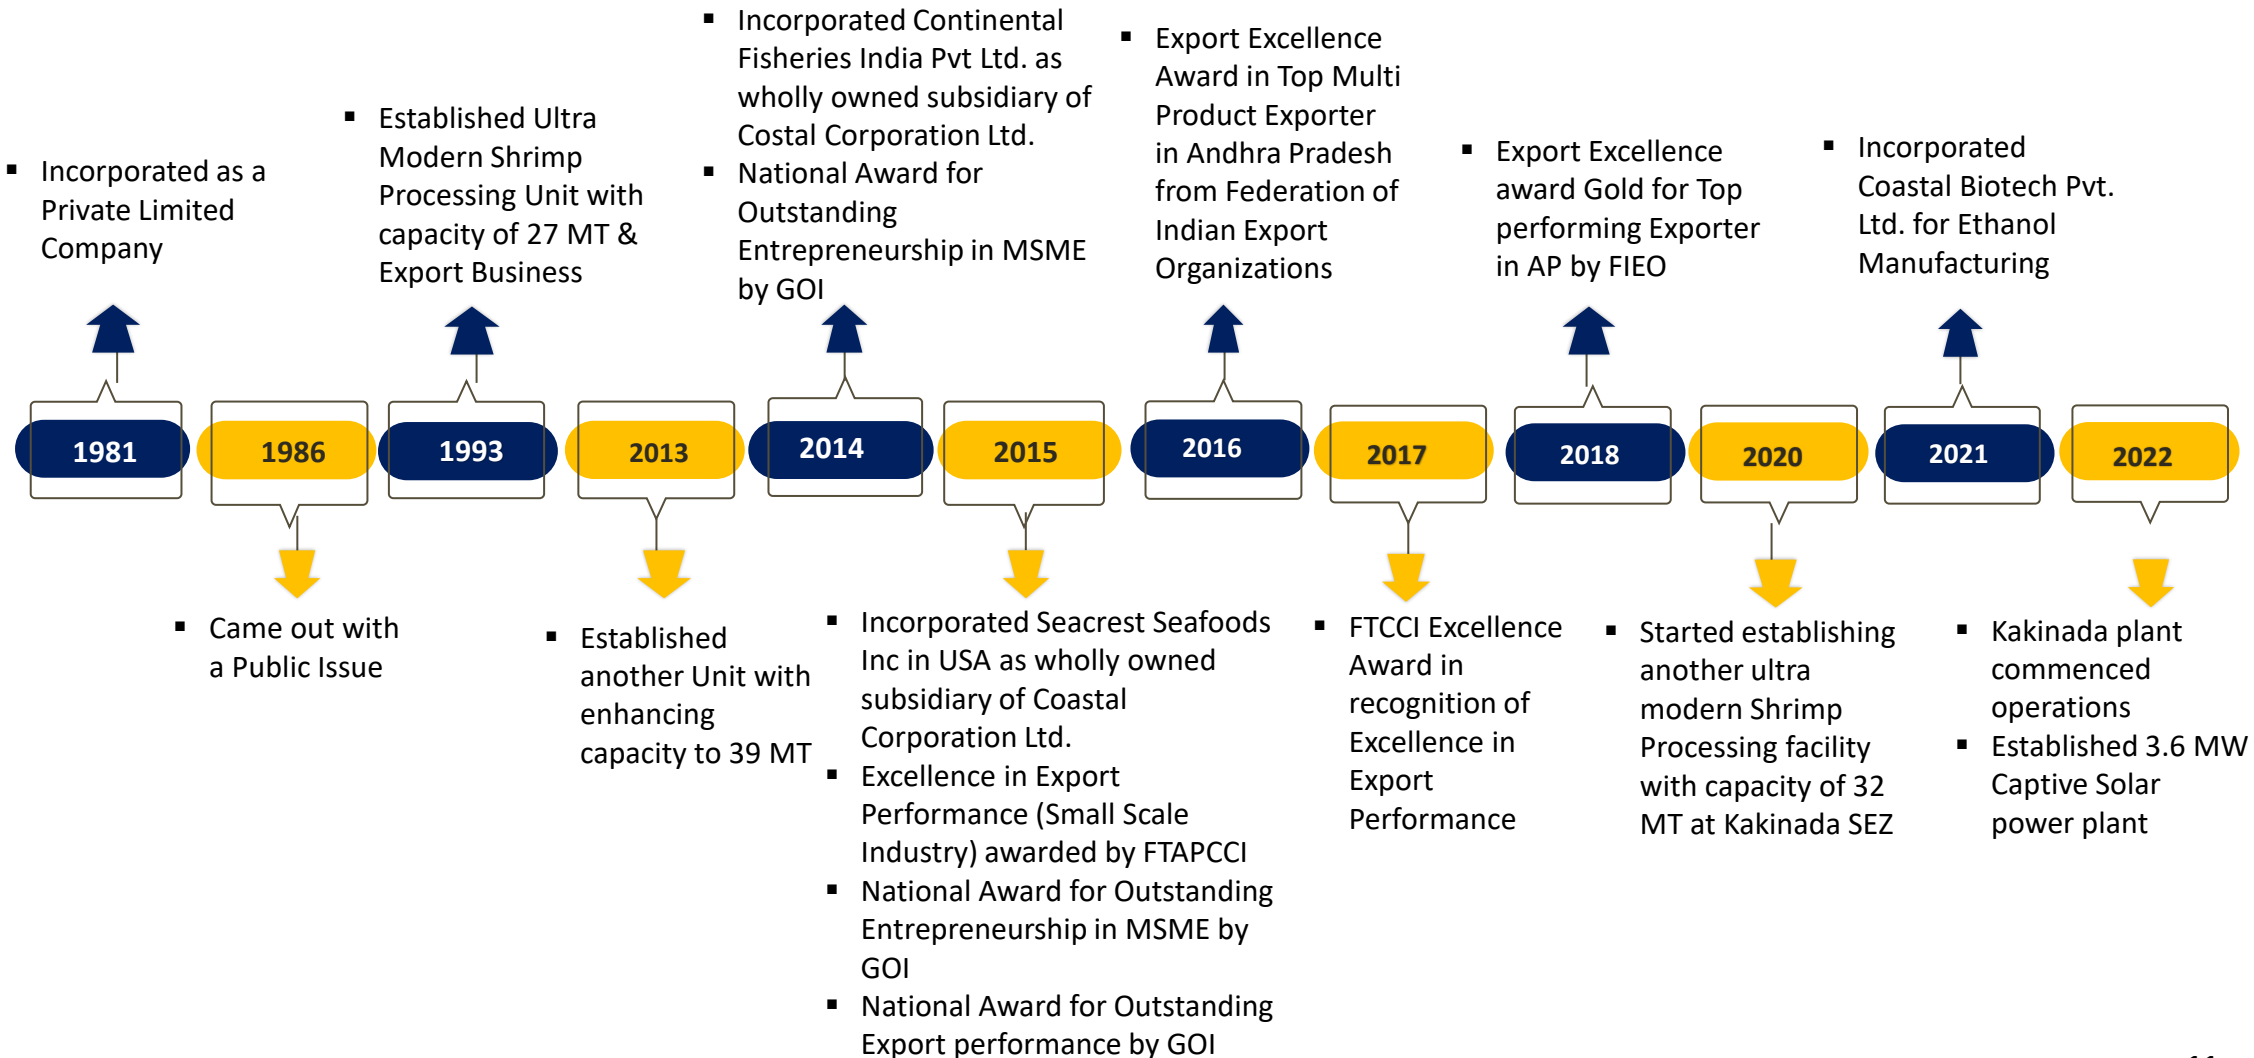 ▪ Incorporated as a
Private Limited
Company
▪ Established Ultra
Modern Shrimp
Processing Unit with
capacity of 27 MT &
Export Business
▪ Incorporated Continental
Fisheries India Pvt Ltd. as
wholly owned subsidiary of
Costal Corporation Ltd.
▪ National Award for
Outstanding
Entrepreneurship in MSME
by GOI
▪ Export Excellence
Award in Top Multi
Product Exporter
in Andhra Pradesh
from Federation of
Indian Export
Organizations
▪ Export Excellence
award Gold for Top
performing Exporter
in AP by FIEO
▪ Incorporated
Coastal Biotech Pvt.
Ltd. for Ethanol
Manufacturing
1981
1986
1993
2013
2014
2015
2016
2017
2018
2020
2021
2022
▪ Came out with
a Public Issue
▪ Established
another Unit with
enhancing
capacity to 39 MT
▪ Incorporated Seacrest Seafoods
Inc in USA as wholly owned
subsidiary of Coastal
Corporation Ltd.
▪ Excellence in Export
Performance (Small Scale
Industry) awarded by FTAPCCI
▪ National Award for Outstanding
Entrepreneurship in MSME by
GOI
▪ National Award for Outstanding
Export performance by GOI
▪ FTCCI Excellence
Award in
recognition of
Excellence in
Export
Performance
▪ Started establishing
another ultra
modern Shrimp
Processing facility
with capacity of 32
MT at Kakinada SEZ
▪ Kakinada plant
commenced
operations
▪ Established 3.6 MW
Captive Solar
power plant